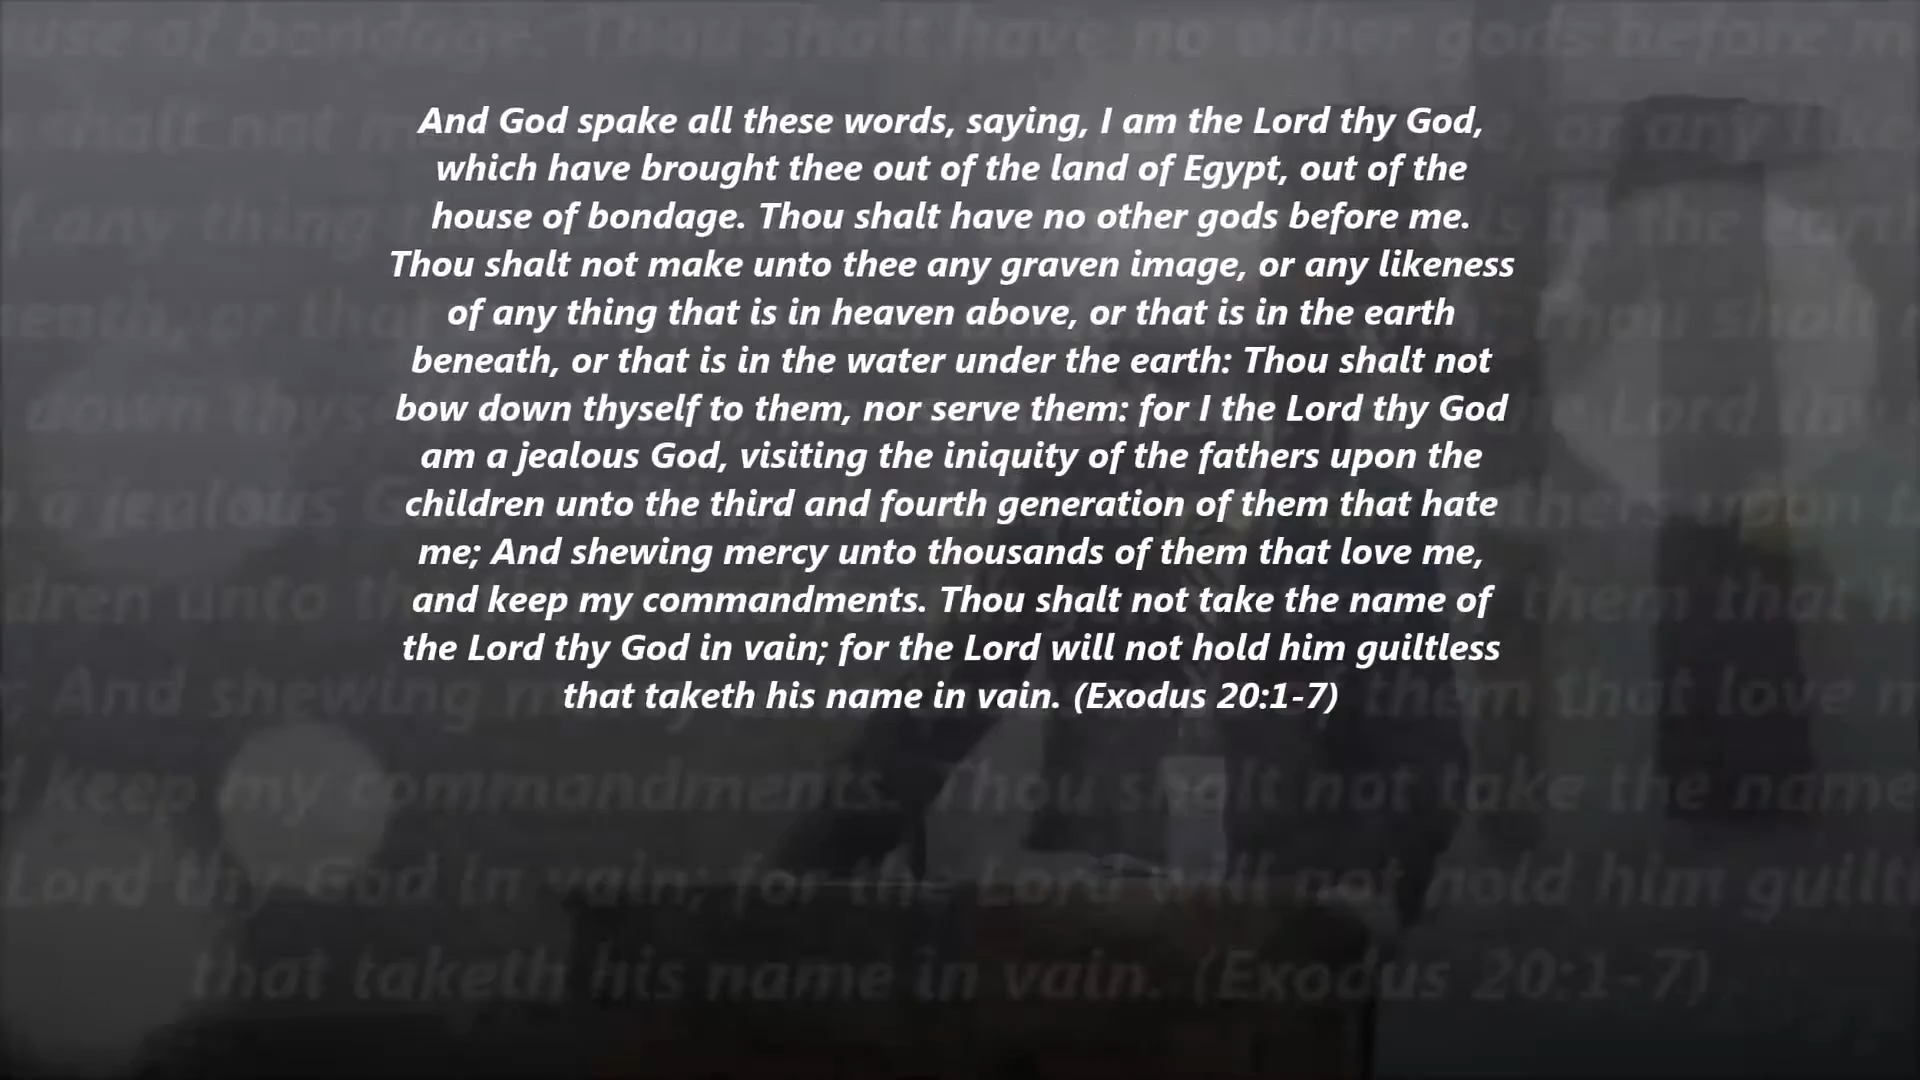 And God spake all these words, saying, I am the Lord thy God,
which have brought thee out of the land of Egypt, out of the
house of bondage. Thou shalt have no other gods before me.
Thou shalt not make unto thee any graven image, or any likeness
of any thing that is in heaven above, or that is in the earth
beneath, or that is in the water under the earth: Thou shalt not
bow down thyself to them, nor serve them: for I the Lord thy God
am a jealous God, visiting the iniquity of the fathers upon the
children unto the third and fourth generation of them that hate
me; And shewing mercy unto thousands of them that love me,
and keep my commandments. Thou shalt not take the name of
the Lord thy God in vain; for the Lord will not hold him guiltless
that taketh his name in vain. (Exodus 20:1-7)